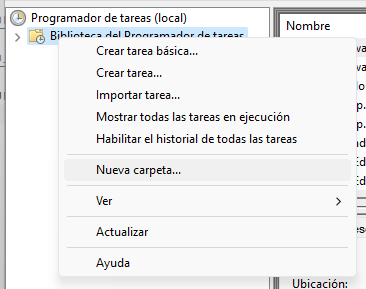 Programador de tareas (local)
Biblioteca del Programador de tareas
Nombre
Crear tarea básica...
Crear tarea...
Importar tarea...
Mostrar todas las tareas en ejecución
Habilitar el historial de todas las tareas
Nueva carpeta...
Ver
Actualizar
Ayuda
Ubicación: